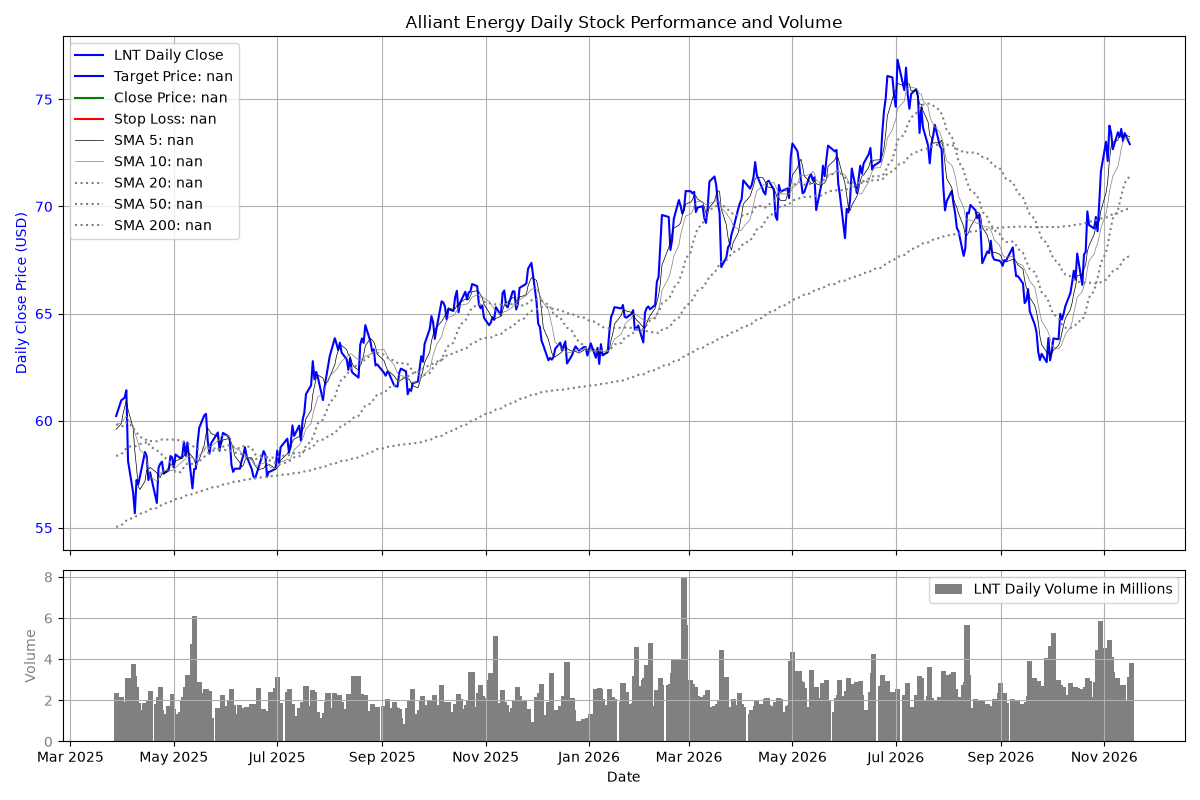 Alliant Energy Daily Stock Performance and Volume
LNT Daily Close
Target Price: nan
Close Price: nan
Stop Loss: nan
SMA 5: nan
SMA 10: nan
SMA 20: nan
SMA 50: nan
SMA 200: nan
Daily Close Price (USD)
75
70
65
60
55
LNT Daily Volume in Millions
Volume
8
6
4
2
0
Mar 2025 May 2025 Jul 2025 Sep 2025 Nov 2025 Jan 2026 Mar 2026 May 2026 Jul 2026 Sep 2026 Nov 2026
Date